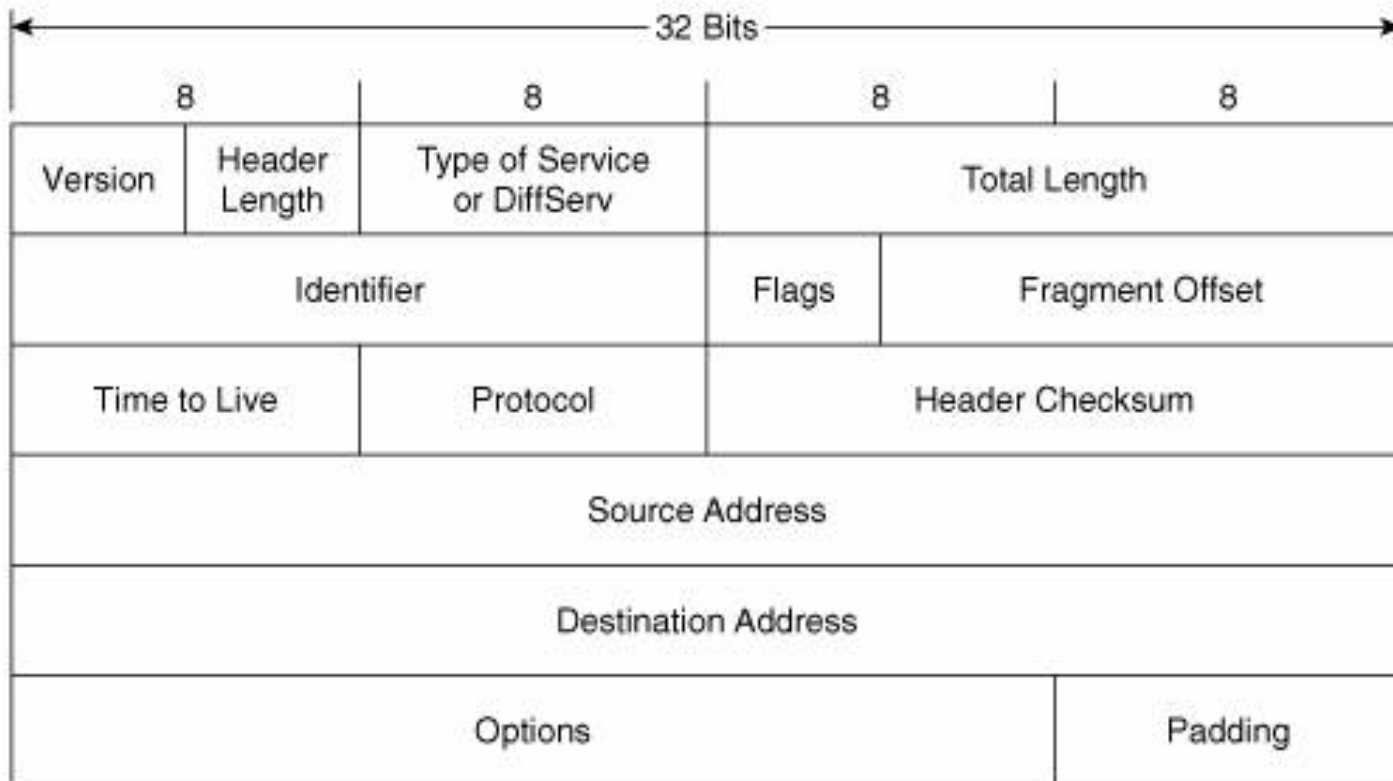 32 Bits
8 8 8 8
Version Header Length Type of Service or DiffServ Total Length
Identifier Flags Fragment Offset
Time to Live Protocol Header Checksum
Source Address
Destination Address
Options Padding